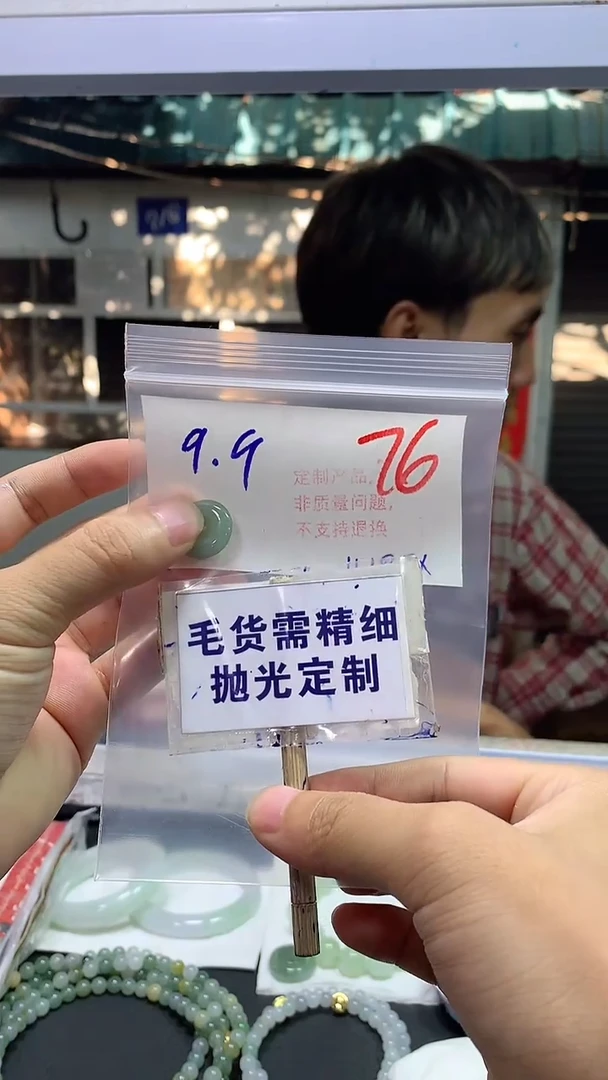 9.9
76
定制产品,
非质量问题,
不支持退换
毛货需精细
抛光定制